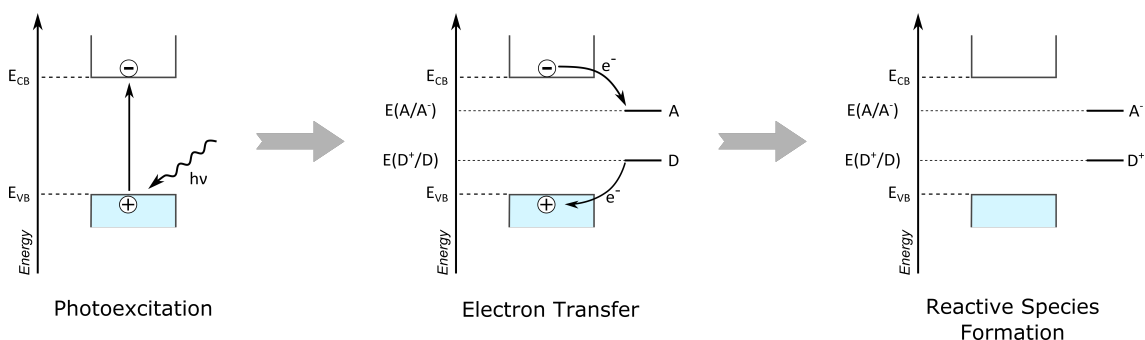 E_CB
−
hν
E_VB
+
Energy
Photoexcitation
E_CB
−
e⁻
E(A/A⁻)
A
E(D⁺/D)
D
E_VB
+
e⁻
Energy
Electron Transfer
E_CB
E(A/A⁻)
A⁻
E(D⁺/D)
D⁺
E_VB
Energy
Reactive Species
Formation